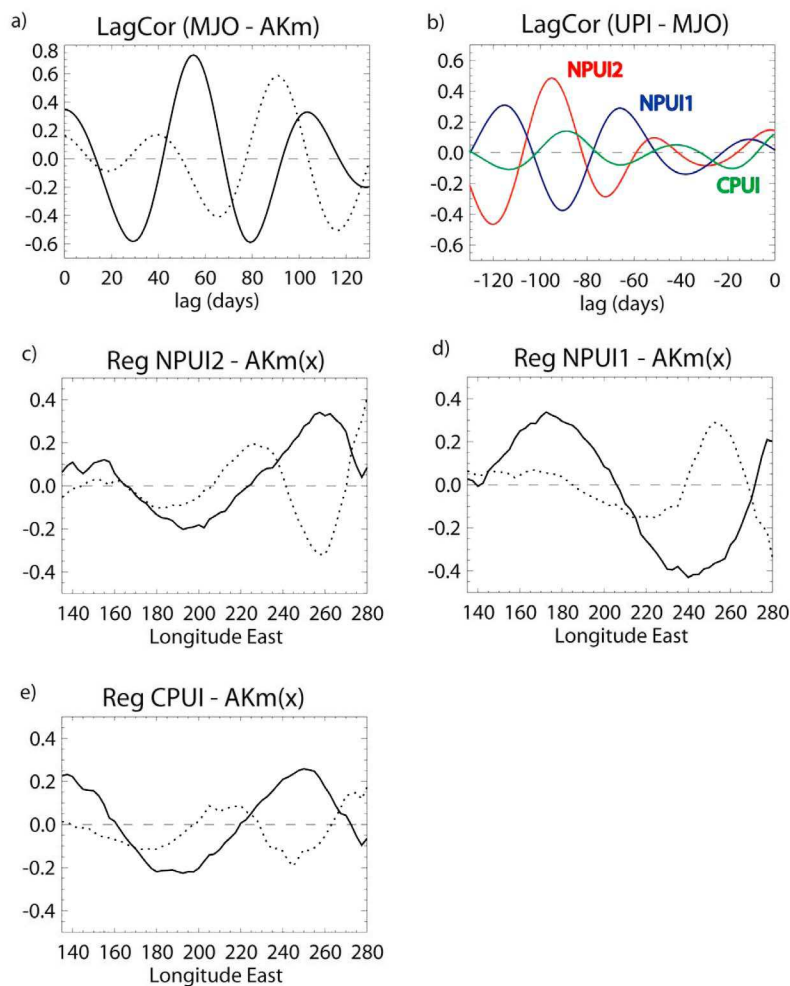 a) LagCor (MJO - AKm)
0.8
0.6
0.4
0.2
0.0
-0.2
-0.4
-0.6
0 20 40 60 80 100 120
lag (days)
b) LagCor (UPI - MJO)
NPUI2
NPUI1
CPUI
0.6
0.4
0.2
0.0
-0.2
-0.4
-0.6
-120 -100 -80 -60 -40 -20 0
lag (days)
c) Reg NPUI2 - AKm(x)
0.4
0.2
0.0
-0.2
-0.4
140 160 180 200 220 240 260 280
Longitude East
d) Reg NPUI1 - AKm(x)
0.4
0.2
0.0
-0.2
-0.4
140 160 180 200 220 240 260 280
Longitude East
e) Reg CPUI - AKm(x)
0.4
0.2
0.0
-0.2
-0.4
140 160 180 200 220 240 260 280
Longitude East